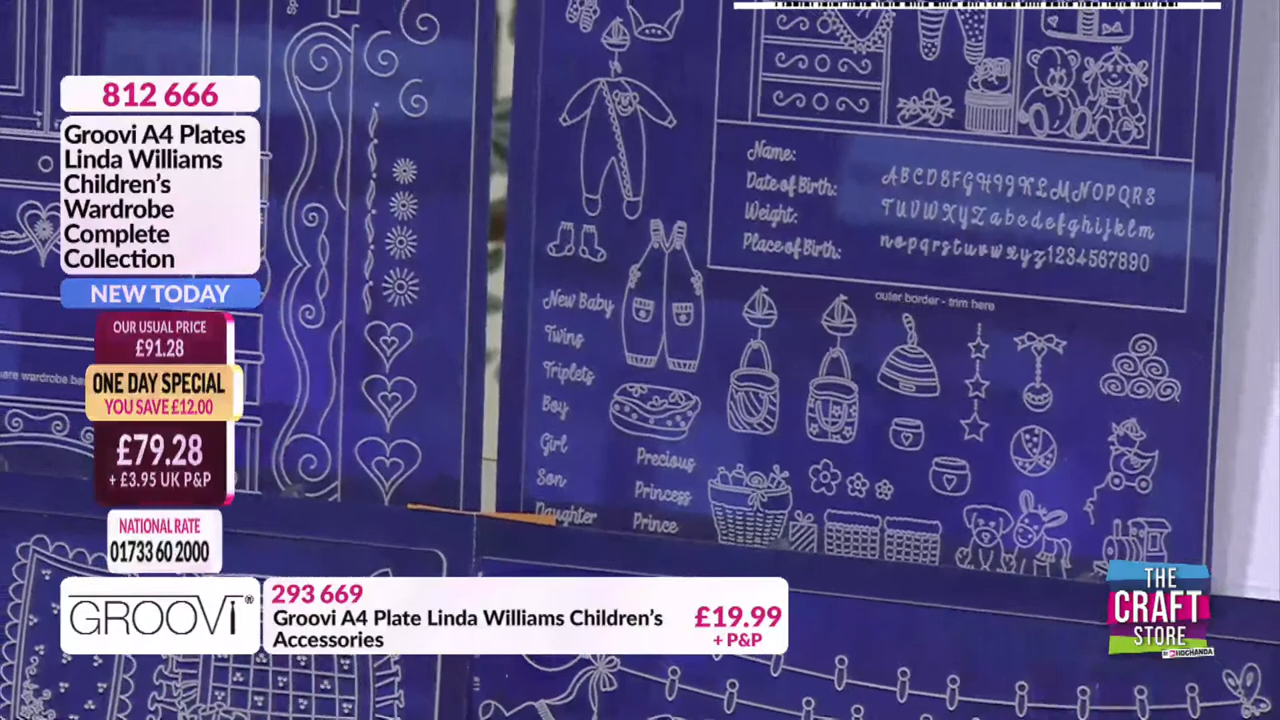 812 666
Groovi A4 Plates
Linda Williams
Children's
Wardrobe
Complete
Collection
NEW TODAY
OUR USUAL PRICE
£91.28
ONE DAY SPECIAL
YOU SAVE £12.00
£79.28
+ £3.95 UK P&P
NATIONAL RATE
01733 60 2000
GROOVI®
293 669
Groovi A4 Plate Linda Williams Children's
Accessories
£19.99
+ P&P
THE
CRAFT
STORE
HOCHANDA
Name:
Date of Birth:
Weight:
Place of Birth:
ABCDEFGHIJKLMNOPQRS
TUVWXYZabcdefghijklm
nopqrstuvwxyz1234567890
outer border - trim here
New Baby
Twins
Triplets
Boy
Girl
Son
Daughter
Precious
Princess
Prince
wardrobe